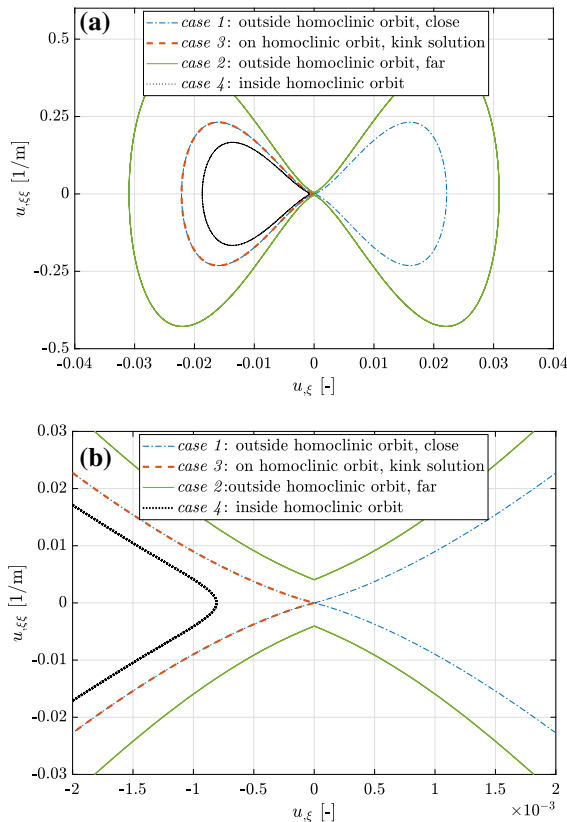 (a)
case 1: outside homoclinic orbit, close
case 3: on homoclinic orbit, kink solution
case 2: outside homoclinic orbit, far
case 4: inside homoclinic orbit
0.5
0.25
0
-0.25
-0.5
u,ξξ [1/m]
-0.04 -0.03 -0.02 -0.01 0 0.01 0.02 0.03 0.04
u,ξ [-]
(b)
case 1: outside homoclinic orbit, close
case 3: on homoclinic orbit, kink solution
case 2:outside homoclinic orbit, far
case 4: inside homoclinic orbit
0.03
0.02
0.01
0
-0.01
-0.02
-0.03
u,ξξ [1/m]
-2 -1.5 -1 -0.5 0 0.5 1 1.5 2
×10⁻³
u,ξ [-]